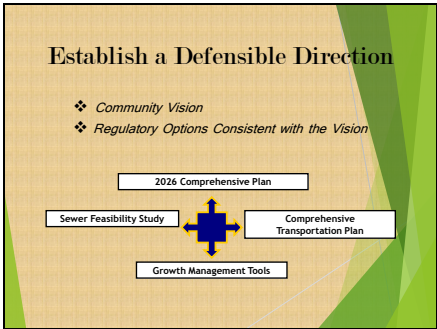 Establish a Defensible Direction
❖ Community Vision
❖ Regulatory Options Consistent with the Vision
2026 Comprehensive Plan
Sewer Feasibility Study
Comprehensive
Transportation Plan
Growth Management Tools